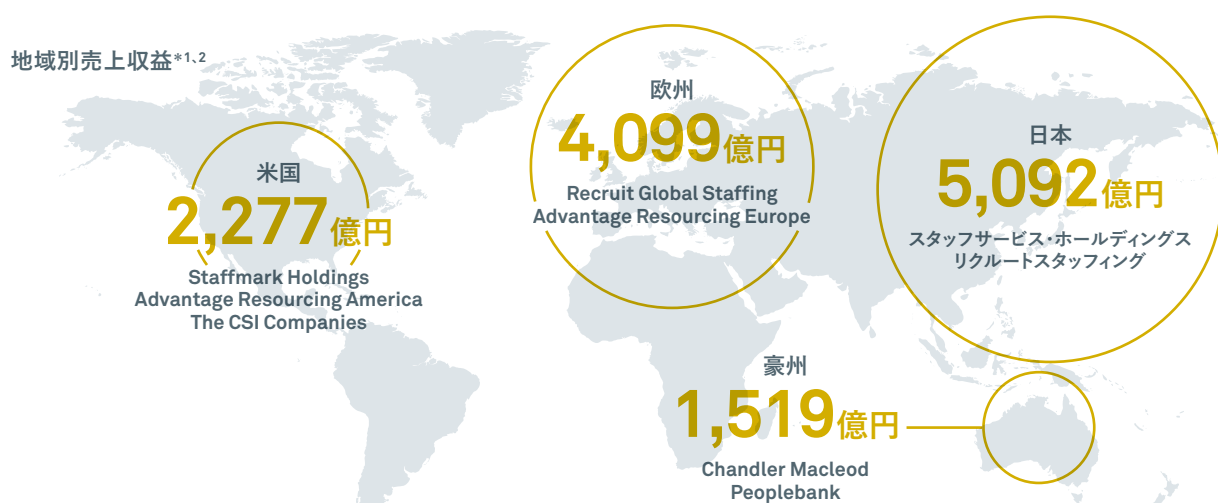 地域別売上収益*1、2
米国
2,277億円
Staffmark Holdings
Advantage Resourcing America
The CSI Companies
欧州
4,099億円
Recruit Global Staffing
Advantage Resourcing Europe
日本
5,092億円
スタッフサービス・ホールディングス
リクルートスタッフィング
豪州
1,519億円
Chandler Macleod
Peoplebank